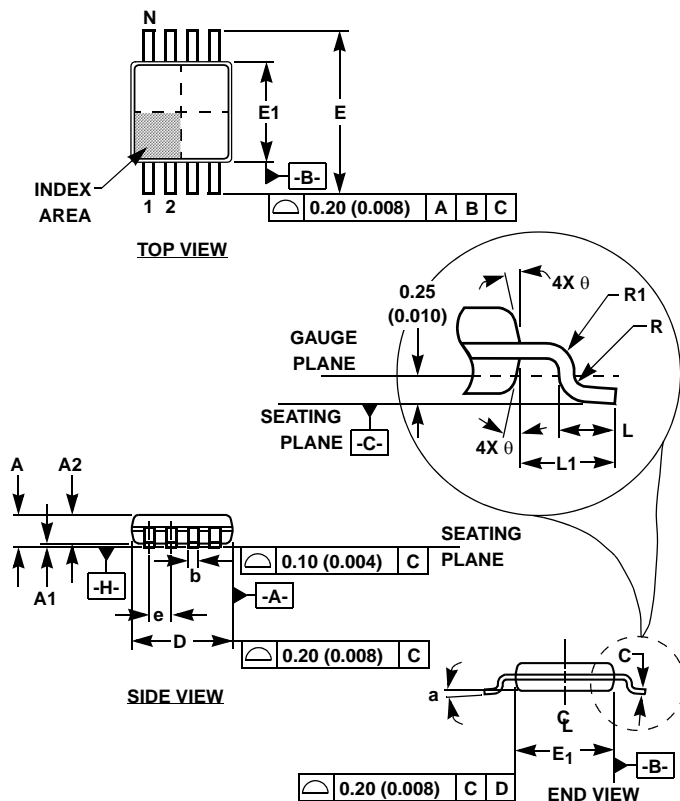 N
E1
E
-B-
INDEX
AREA
1 2
0.20 (0.008) A B C
TOP VIEW
0.25
(0.010)
4X θ
R1
R
GAUGE
PLANE
SEATING
PLANE
-C-
4X θ
L
L1
A
A2
SEATING
PLANE
A1
-H-
b
0.10 (0.004) C
-A-
e
D
0.20 (0.008) C
SIDE VIEW
C
a
CL
E1
-B-
0.20 (0.008) C D
END VIEW